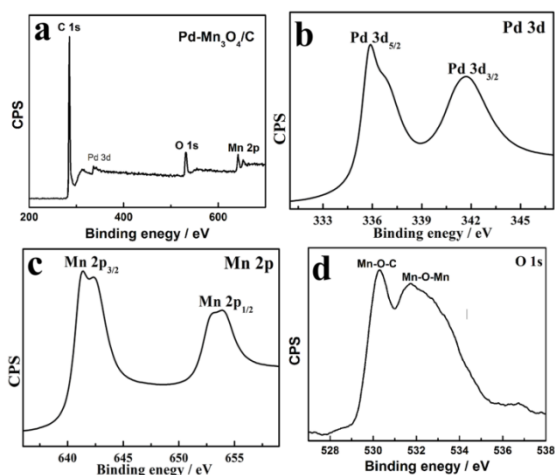 a
C 1s
Pd-Mn₃O₄/C
Pd 3d
O 1s
Mn 2p
CPS
200 400 600
Binding enegy / eV
b
Pd 3d
Pd 3d₅/₂
Pd 3d₃/₂
CPS
333 336 339 342 345
Binding enegy / eV
c
Mn 2p
Mn 2p₃/₂
Mn 2p₁/₂
CPS
640 645 650 655
Binding enegy / eV
d
O 1s
Mn-O-C
Mn-O-Mn
CPS
528 530 532 534 536 538
Binding enegy / eV